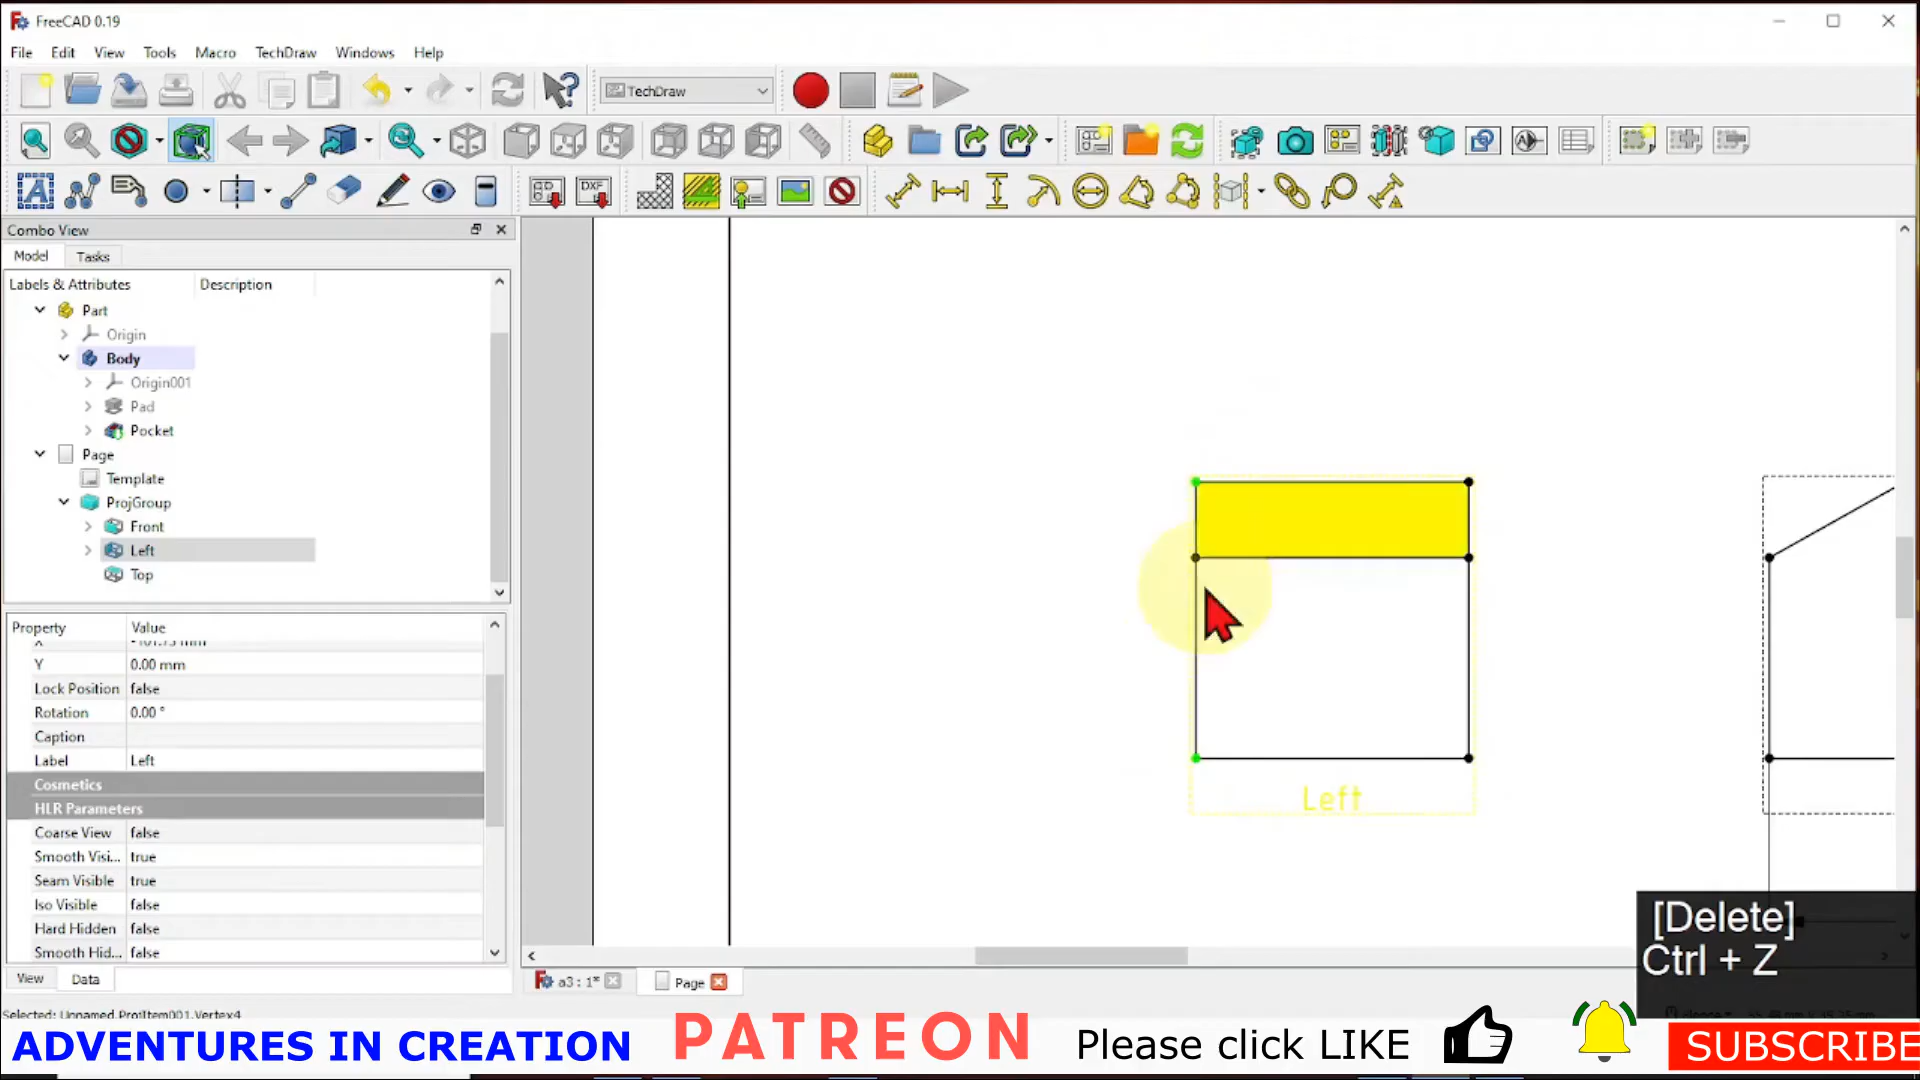 FreeCAD 0.19
File Edit View Tools Macro TechDraw Windows Help
TechDraw
Combo View
Model Tasks
Labels & Attributes Description
Part
Origin
Body
Origin001
Pad
Pocket
Page
Template
ProjGroup
Front
Left
Top
Property Value
Y 0.00 mm
Lock Position false
Rotation 0.00 °
Caption
Label Left
Cosmetics
HLR Parameters
Coarse View false
Smooth Visi... true
Seam Visible true
Iso Visible false
Hard Hidden false
Smooth Hid... false
View Data
Left
a3 : 1*
Page
[Delete]
Ctrl + Z
Selected: Unnamed.ProjItem001.Vertex4
ADVENTURES IN CREATION PATREON Please click LIKE SUBSCRIBE